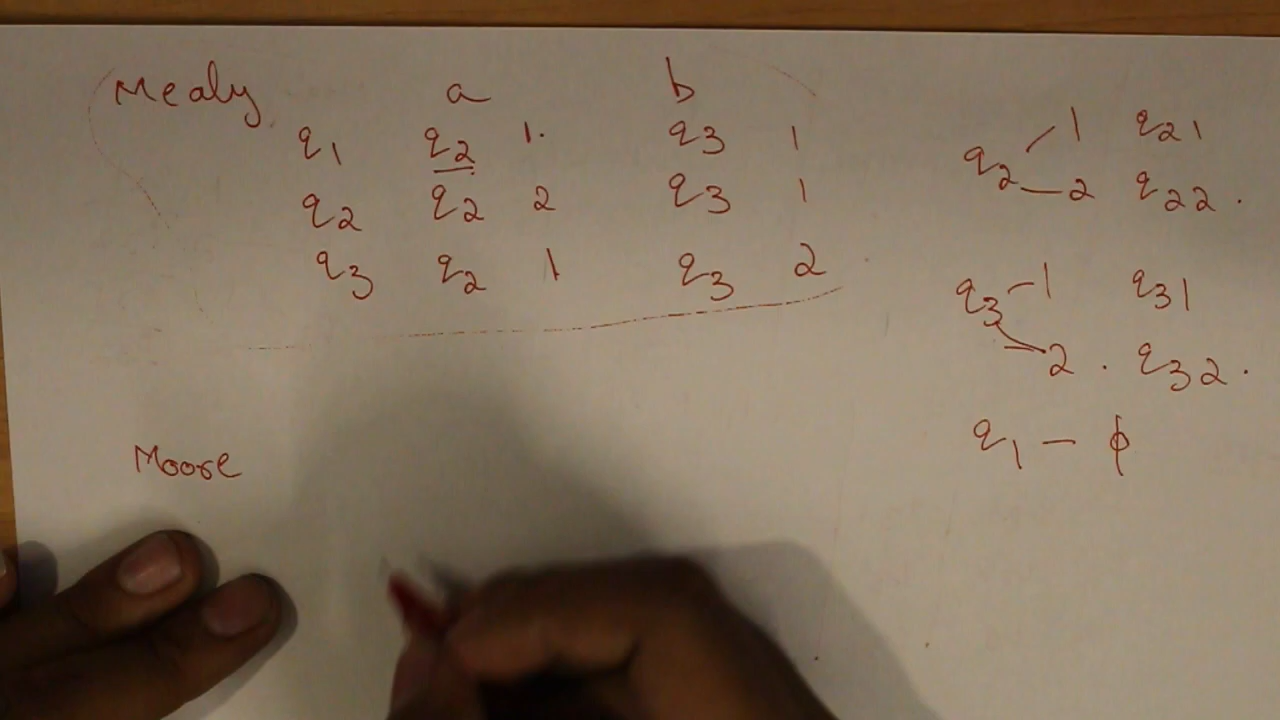 Mealy a b
q1 q2 1. q3 1
q2 q2 2 q3 1
q3 q2 1 q3 2
q2 1 q21
2 q22.
q3 1 q31
2. q32.
q1 - ϕ
Moore